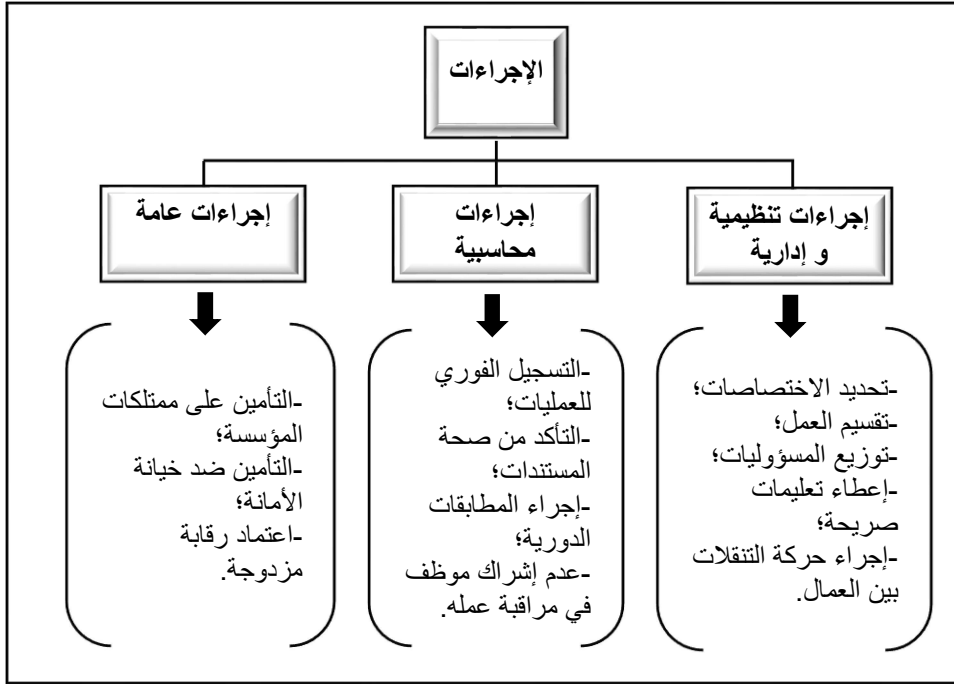 الإجراءات
إجراءات تنظيمية
و إدارية
إجراءات
محاسبية
إجراءات عامة
-تحديد الاختصاصات؛
-تقسيم العمل؛
-توزيع المسؤوليات؛
-إعطاء تعليمات
صريحة؛
-إجراء حركة التنقلات
بين العمال.
-التسجيل الفوري
للعمليات؛
-التأكد من صحة
المستندات؛
-إجراء المطابقات
الدورية؛
-عدم إشراك موظف
في مراقبة عمله.
-التأمين على ممتلكات
المؤسسة؛
-التأمين ضد خيانة
الأمانة؛
-اعتماد رقابة
مزدوجة.